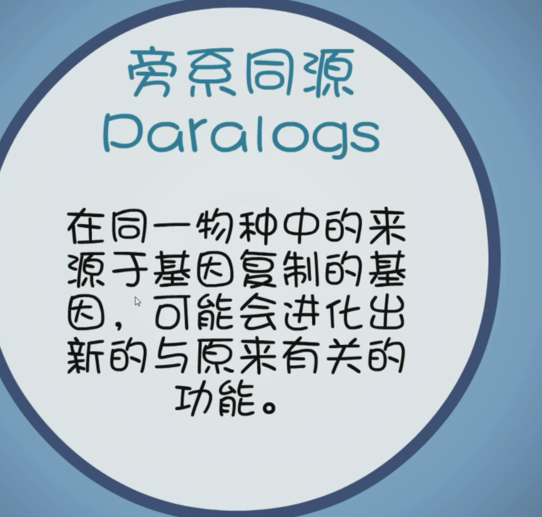 旁系同源
Paralogs
在同一物种中的来
源于基因复制的基
因，可能会进化出
新的与原来有关的
功能。